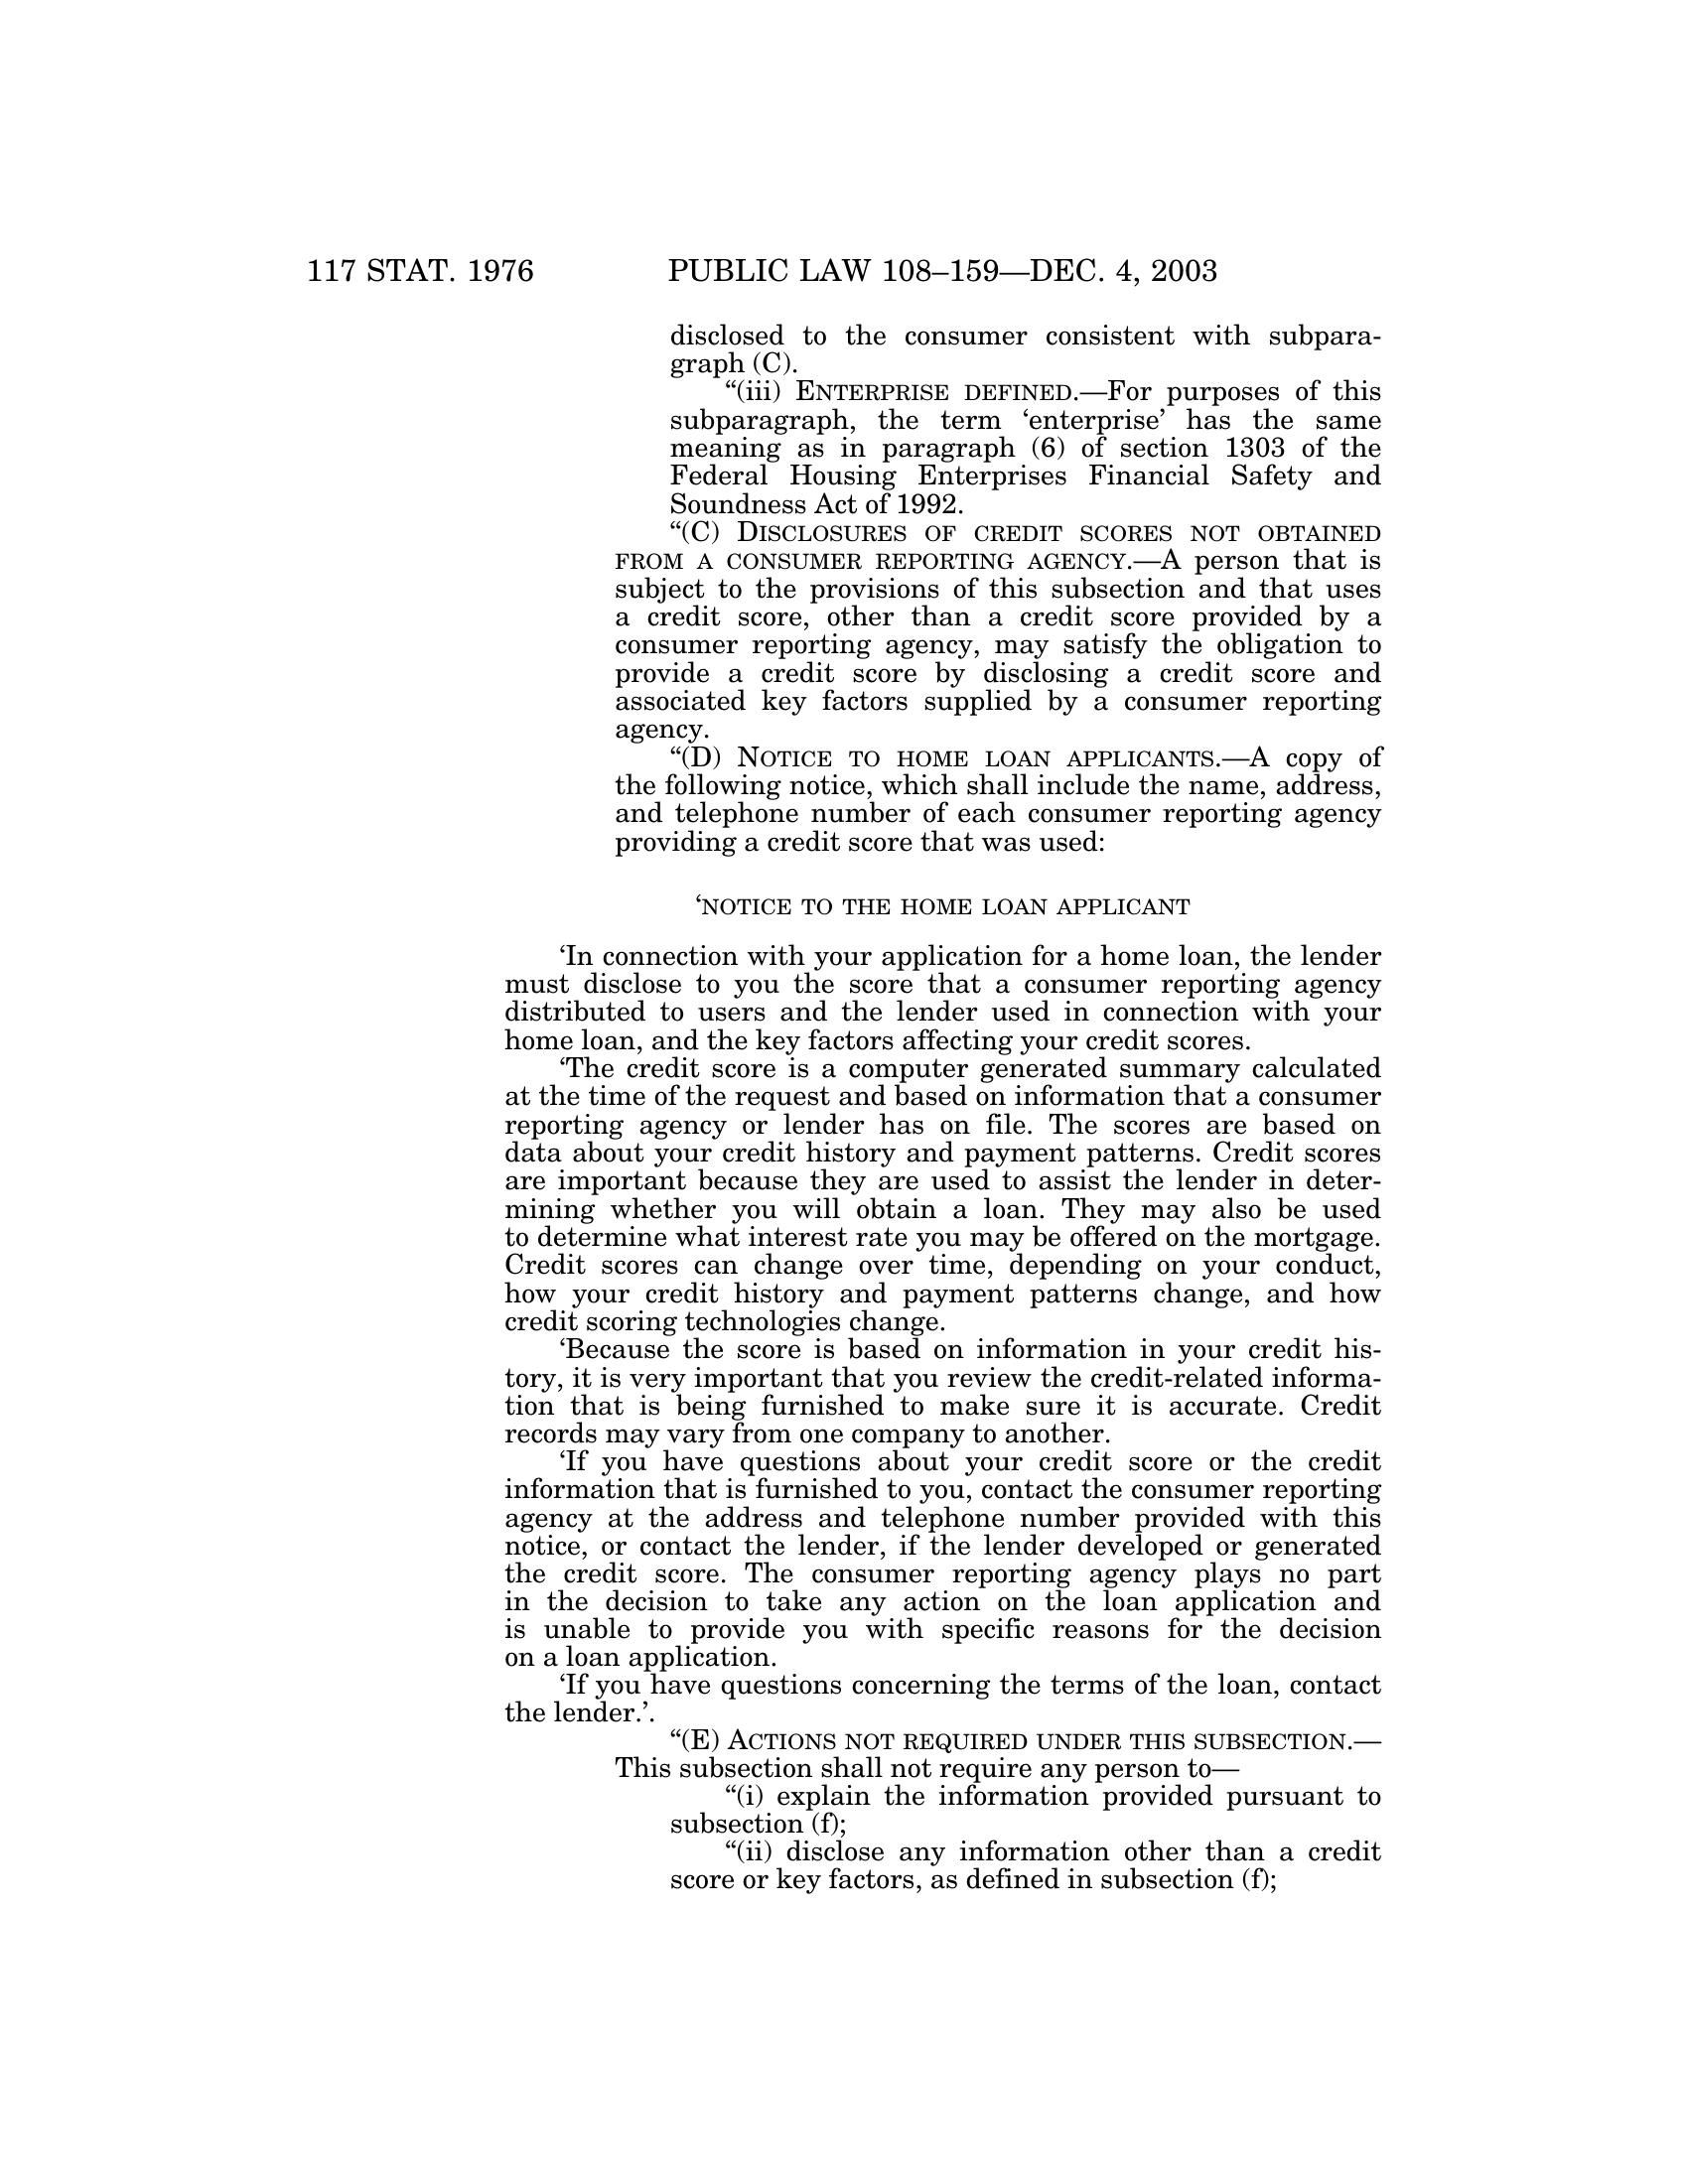 117 STAT. 1976 PUBLIC LAW 108–159—DEC. 4, 2003
disclosed to the consumer consistent with subpara-
graph (C).
“(iii) ENTERPRISE DEFINED.—For purposes of this
subparagraph, the term ‘enterprise’ has the same
meaning as in paragraph (6) of section 1303 of the
Federal Housing Enterprises Financial Safety and
Soundness Act of 1992.
“(C) DISCLOSURES OF CREDIT SCORES NOT OBTAINED
FROM A CONSUMER REPORTING AGENCY.—A person that is
subject to the provisions of this subsection and that uses
a credit score, other than a credit score provided by a
consumer reporting agency, may satisfy the obligation to
provide a credit score by disclosing a credit score and
associated key factors supplied by a consumer reporting
agency.
“(D) NOTICE TO HOME LOAN APPLICANTS.—A copy of
the following notice, which shall include the name, address,
and telephone number of each consumer reporting agency
providing a credit score that was used:
‘NOTICE TO THE HOME LOAN APPLICANT
‘In connection with your application for a home loan, the lender
must disclose to you the score that a consumer reporting agency
distributed to users and the lender used in connection with your
home loan, and the key factors affecting your credit scores.
‘The credit score is a computer generated summary calculated
at the time of the request and based on information that a consumer
reporting agency or lender has on file. The scores are based on
data about your credit history and payment patterns. Credit scores
are important because they are used to assist the lender in deter-
mining whether you will obtain a loan. They may also be used
to determine what interest rate you may be offered on the mortgage.
Credit scores can change over time, depending on your conduct,
how your credit history and payment patterns change, and how
credit scoring technologies change.
‘Because the score is based on information in your credit his-
tory, it is very important that you review the credit-related informa-
tion that is being furnished to make sure it is accurate. Credit
records may vary from one company to another.
‘If you have questions about your credit score or the credit
information that is furnished to you, contact the consumer reporting
agency at the address and telephone number provided with this
notice, or contact the lender, if the lender developed or generated
the credit score. The consumer reporting agency plays no part
in the decision to take any action on the loan application and
is unable to provide you with specific reasons for the decision
on a loan application.
‘If you have questions concerning the terms of the loan, contact
the lender.’.
“(E) ACTIONS NOT REQUIRED UNDER THIS SUBSECTION.—
This subsection shall not require any person to—
“(i) explain the information provided pursuant to
subsection (f);
“(ii) disclose any information other than a credit
score or key factors, as defined in subsection (f);